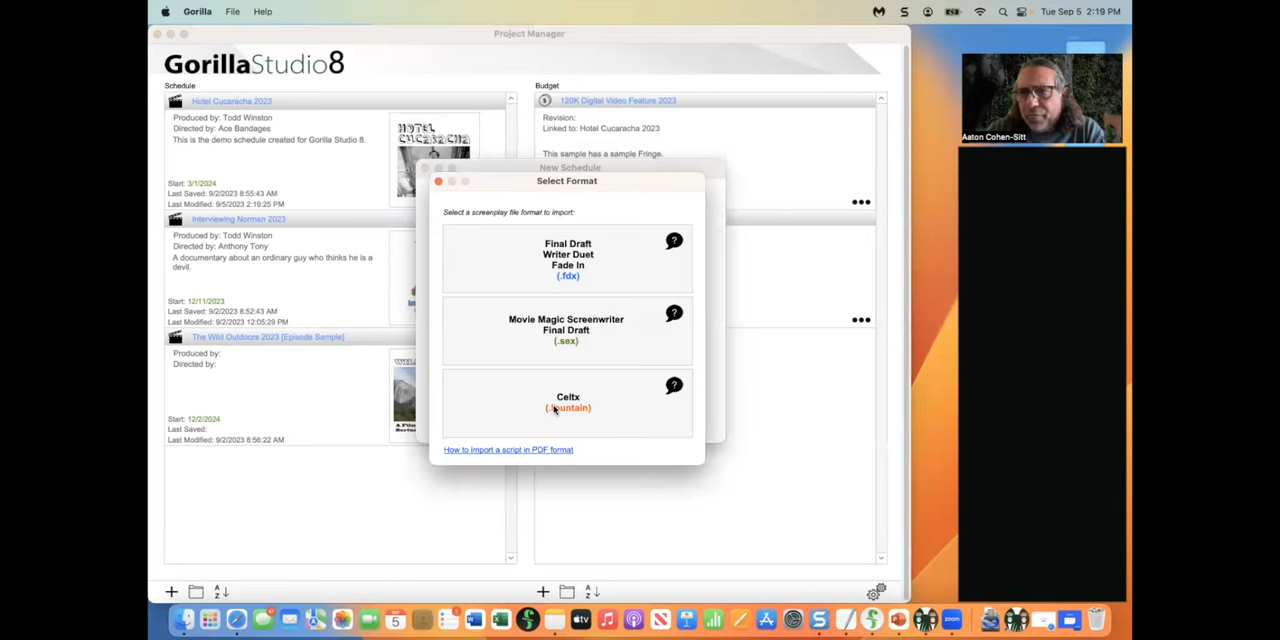 Gorilla File Help
Tue Sep 5 2:19 PM
Project Manager
GorillaStudio8
Schedule
Hotel Cucaracha 2023
Produced by: Todd Winston
Directed by: Ace Bandages
This is the demo schedule created for Gorilla Studio 8.
HOTEL
CUCARACHA
Start: 3/1/2024
Last Saved: 9/2/2023 8:55:43 AM
Last Modified: 9/5/2023 2:19:25 PM
Interviewing Norman 2023
Produced by: Todd Winston
Directed by: Anthony Tony
A documentary about an ordinary guy who thinks he is a
devil.
Start: 12/11/2023
Last Saved: 9/2/2023 8:52:43 AM
Last Modified: 9/2/2023 12:05:29 PM
The Wild Outdoors 2023 [Episode Sample]
Produced by:
Directed by:
Start: 12/2/2024
Last Saved:
Last Modified: 9/2/2023 8:56:22 AM
Budget
120K Digital Video Feature 2023
Revision:
Linked to: Hotel Cucaracha 2023
This sample has a sample Fringe.
New Schedule
Select Format
Select a screenplay file format to import:
Final Draft
Writer Duet
Fade In
(.fdx)
Movie Magic Screenwriter
Final Draft
(.sex)
Celtx
(.fountain)
How to import a script in PDF format
Aaton Cohen-Sitt